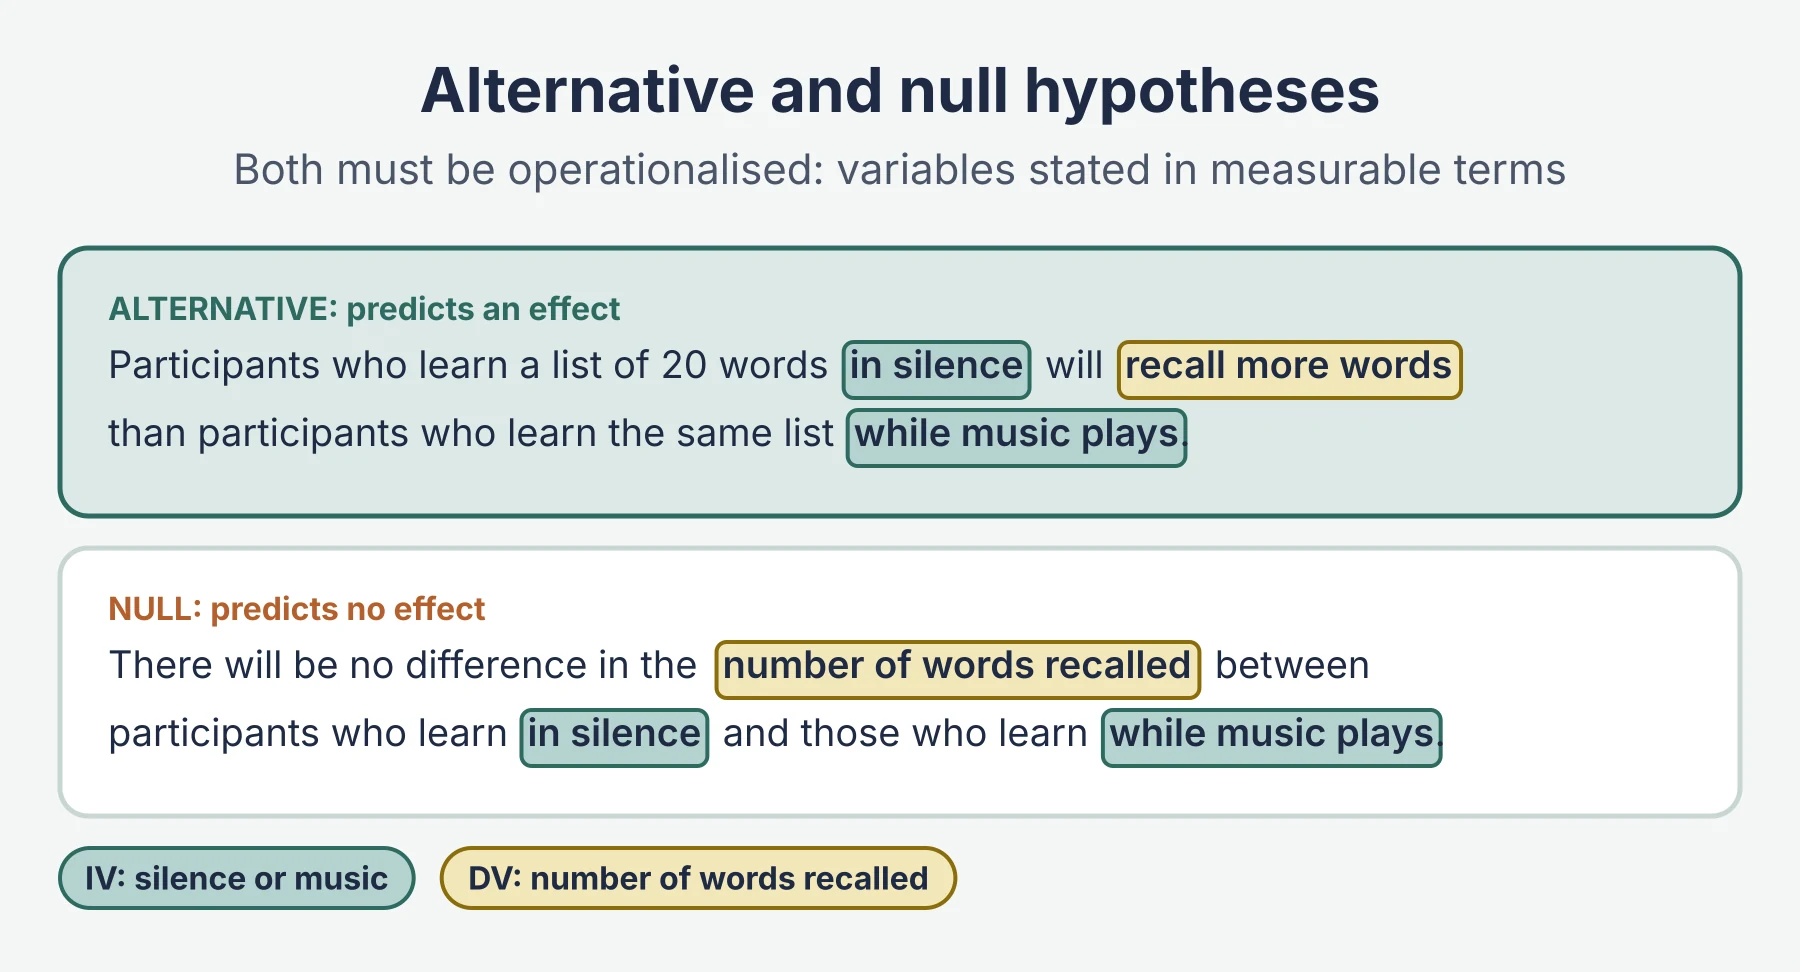 Alternative and null hypotheses
Both must be operationalised: variables stated in measurable terms
ALTERNATIVE: predicts an effect
Participants who learn a list of 20 words in silence will recall more words
than participants who learn the same list while music plays.
NULL: predicts no effect
There will be no difference in the number of words recalled between
participants who learn in silence and those who learn while music plays.
IV: silence or music
DV: number of words recalled